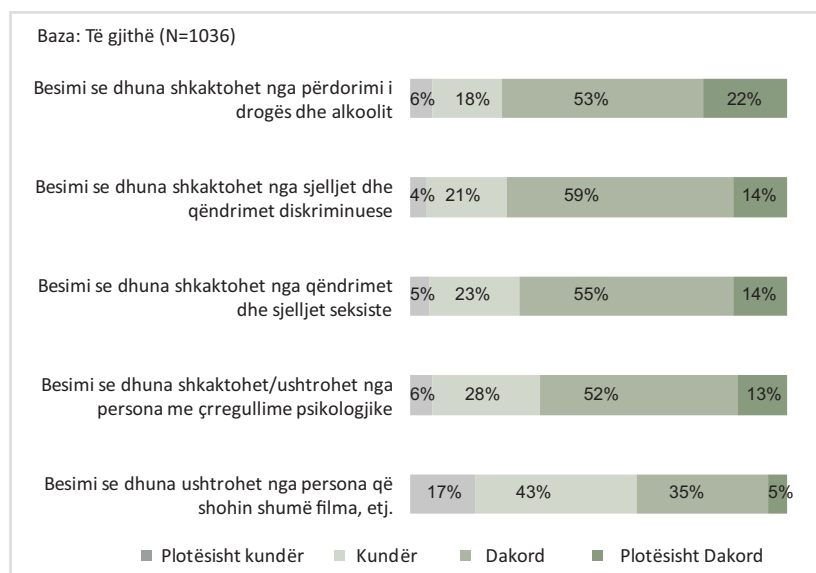 Baza: Të gjithë (N=1036)
Besimi se dhuna shkaktohet nga përdorimi i
drogës dhe alkoolit
6% 18% 53% 22%
Besimi se dhuna shkaktohet nga sjelljet dhe
qëndrimet diskriminuese
4% 21% 59% 14%
Besimi se dhuna shkaktohet nga qëndrimet
dhe sjelljet seksiste
5% 23% 55% 14%
Besimi se dhuna shkaktohet/ushtrohet nga
persona me çrregullime psikologjike
6% 28% 52% 13%
Besimi se dhuna ushtrohet nga persona që
shohin shumë filma, etj.
17% 43% 35% 5%
Plotësisht kundër Kundër Dakord Plotësisht Dakord